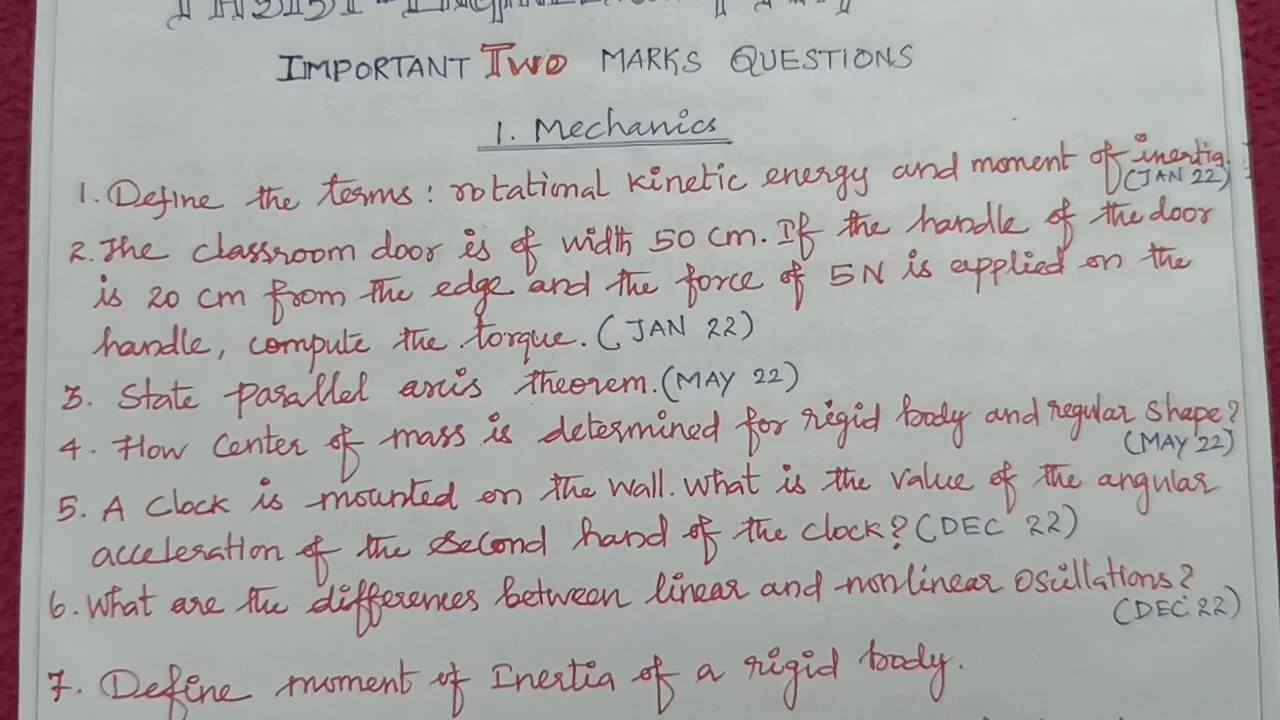 IMPORTANT TWO MARKS QUESTIONS
1. Mechanics
1. Define the terms: rotational kinetic energy and moment of inertia
(JAN 22)
2. The classroom door is of width 50 cm. If the handle of the door
is 20 cm from the edge and the force of 5N is applied on the
handle, compute the torque. (JAN 22)
3. State parallel axis theorem. (MAY 22)
4. How center of mass is determined for rigid body and regular shape?
(MAY 22)
5. A clock is mounted on the wall. What is the value of the angular
acceleration of the second hand of the clock? (DEC 22)
6. What are the differences between linear and nonlinear oscillations?
(DEC 22)
7. Define moment of Inertia of a rigid body.